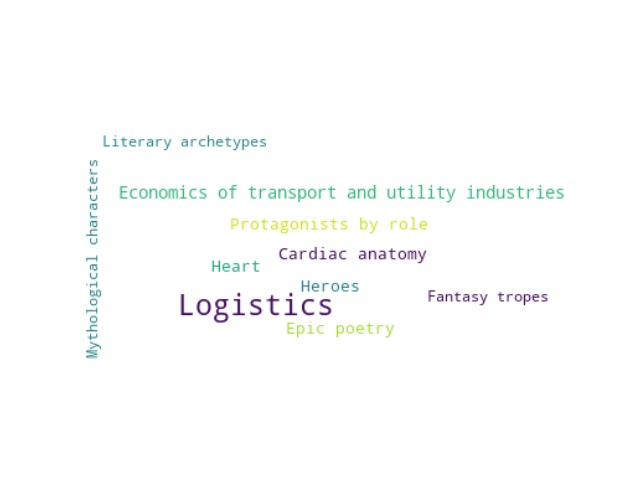 Literary archetypes
Mythological characters
Economics of transport and utility industries
Protagonists by role
Cardiac anatomy
Heart
Heroes
Fantasy tropes
Logistics
Epic poetry